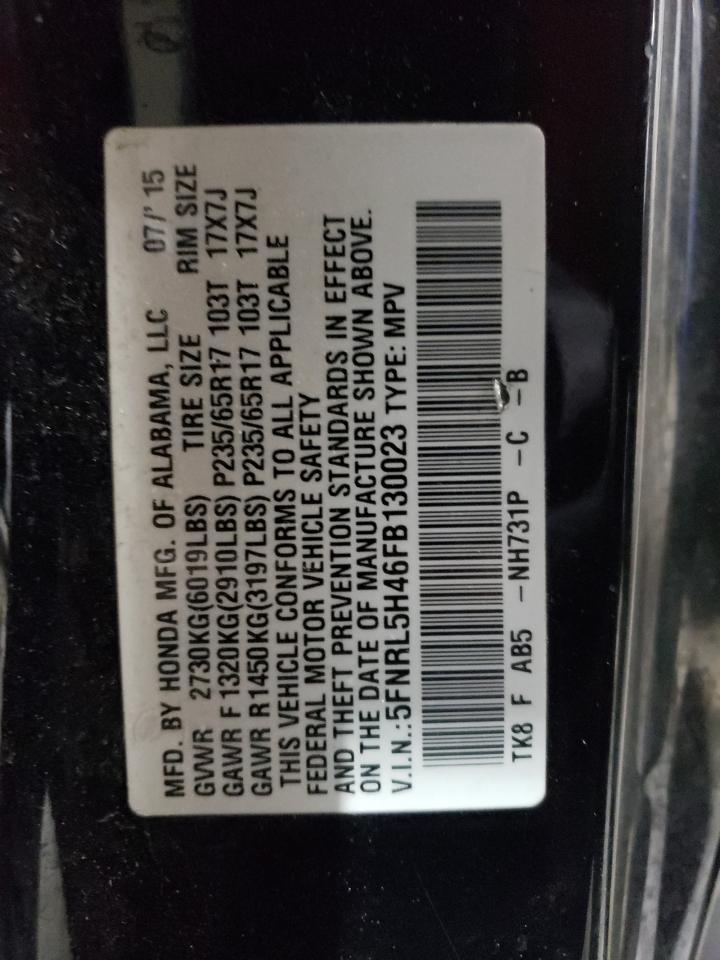 MFD. BY HONDA MFG. OF ALABAMA, LLC 07/' 15
GVWR 2730KG(6019LBS) TIRE SIZE RIM SIZE
GAWR F 1320KG(2910LBS) P235/65R17 103T 17X7J
GAWR R1450KG(3197LBS) P235/65R17 103T 17X7J
THIS VEHICLE CONFORMS TO ALL APPLICABLE
FEDERAL MOTOR VEHICLE SAFETY
AND THEFT PREVENTION STANDARDS IN EFFECT
ON THE DATE OF MANUFACTURE SHOWN ABOVE.
V.I.N.:5FNRL5H46FB130023 TYPE: MPV
TK8 F AB5 -NH731P -C -B